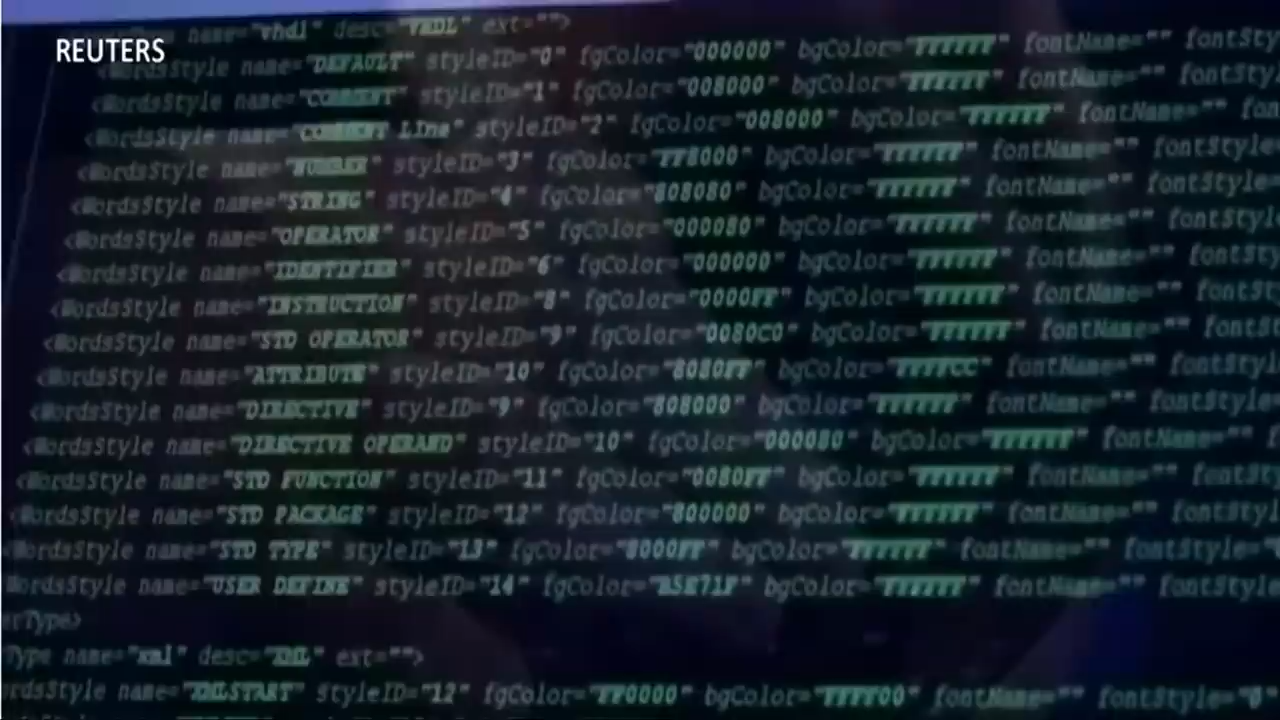 REUTERS
name="vhdl" desc="VHDL" ext="">
<WordsStyle name="DEFAULT" styleID="0" fgColor="000000" bgColor="FFFFFF" fontName="" fontSty
<WordsStyle name="COMMENT" styleID="1" fgColor="008000" bgColor="FFFFFF" fontName="" fontSty
<WordsStyle name="COMMENT Line" styleID="2" fgColor="008000" bgColor="FFFFFF" fontName="" fon
<WordsStyle name="NUMBER" styleID="3" fgColor="FF8000" bgColor="FFFFFF" fontName="" fontStyle
<WordsStyle name="STRING" styleID="4" fgColor="808080" bgColor="FFFFFF" fontName="" fontStyle=
<WordsStyle name="OPERATOR" styleID="5" fgColor="000080" bgColor="FFFFFF" fontName="" fontStyl
<WordsStyle name="IDENTIFIER" styleID="6" fgColor="000000" bgColor="FFFFFF" fontName="" fontSt
<WordsStyle name="INSTRUCTION" styleID="8" fgColor="0000FF" bgColor="FFFFFF" fontName="" fontS
<WordsStyle name="STD OPERATOR" styleID="9" fgColor="0080C0" bgColor="FFFFFF" fontName="" font
<WordsStyle name="ATTRIBUTE" styleID="10" fgColor="8080FF" bgColor="FFFFCC" fontName="" fontSt
<WordsStyle name="DIRECTIVE" styleID="9" fgColor="808000" bgColor="FFFFFF" fontName="" fontSty
<WordsStyle name="DIRECTIVE OPERAND" styleID="10" fgColor="000080" bgColor="FFFFFF" fontName="" f
<WordsStyle name="STD FUNCTION" styleID="11" fgColor="0080FF" bgColor="FFFFFF" fontName="" fontSt
<WordsStyle name="STD PACKAGE" styleID="12" fgColor="800000" bgColor="FFFFFF" fontName="" fontStyl
<WordsStyle name="STD TYPE" styleID="13" fgColor="8000FF" bgColor="FFFFFF" fontName="" fontStyle="
WordsStyle name="USER DEFINE" styleID="14" fgColor="B5E71F" bgColor="FFFFFF" fontName="" fontStyle
erType>
Type name="xml" desc="XML" ext="">
ordsStyle name="XMLSTART" styleID="12" fgColor="FF0000" bgColor="FFFF00" fontName="" fontStyle="0"